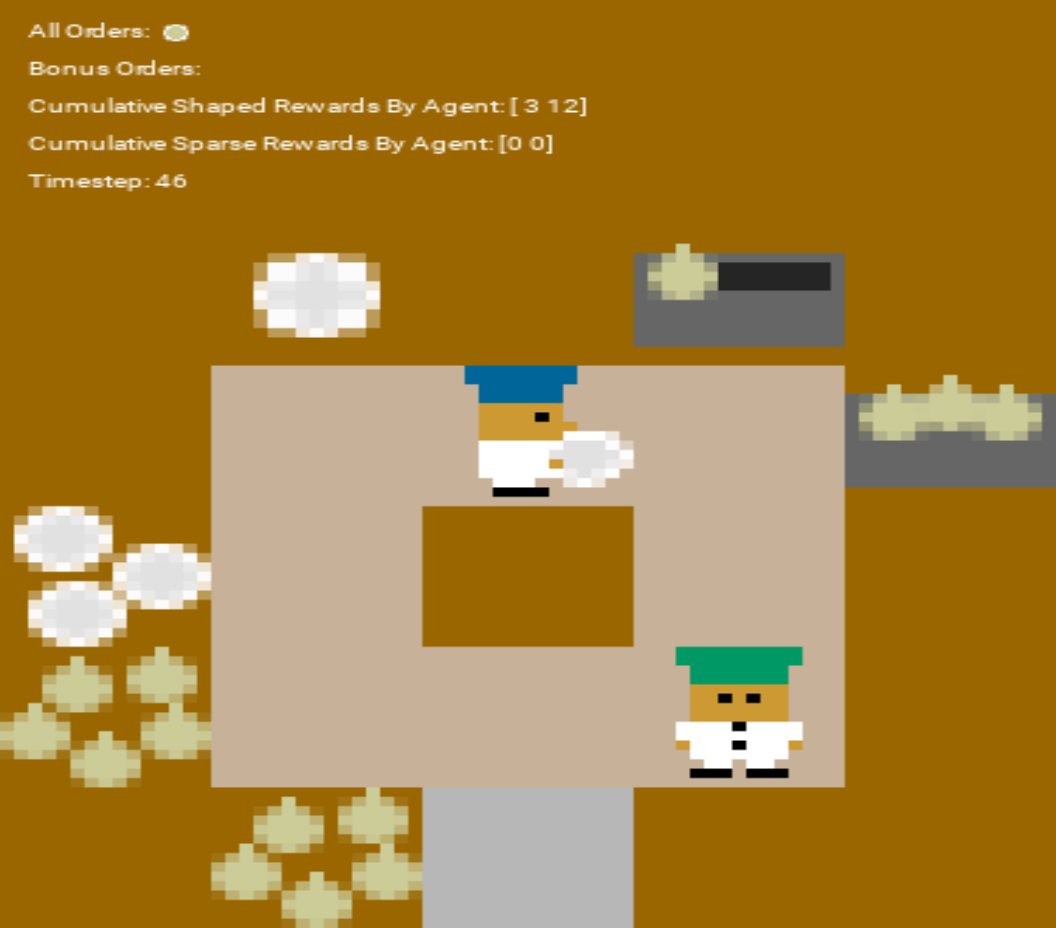 All Orders:
Bonus Orders:
Cumulative Shaped Rewards By Agent: [ 3 12]
Cumulative Sparse Rewards By Agent: [0 0]
Timestep: 46